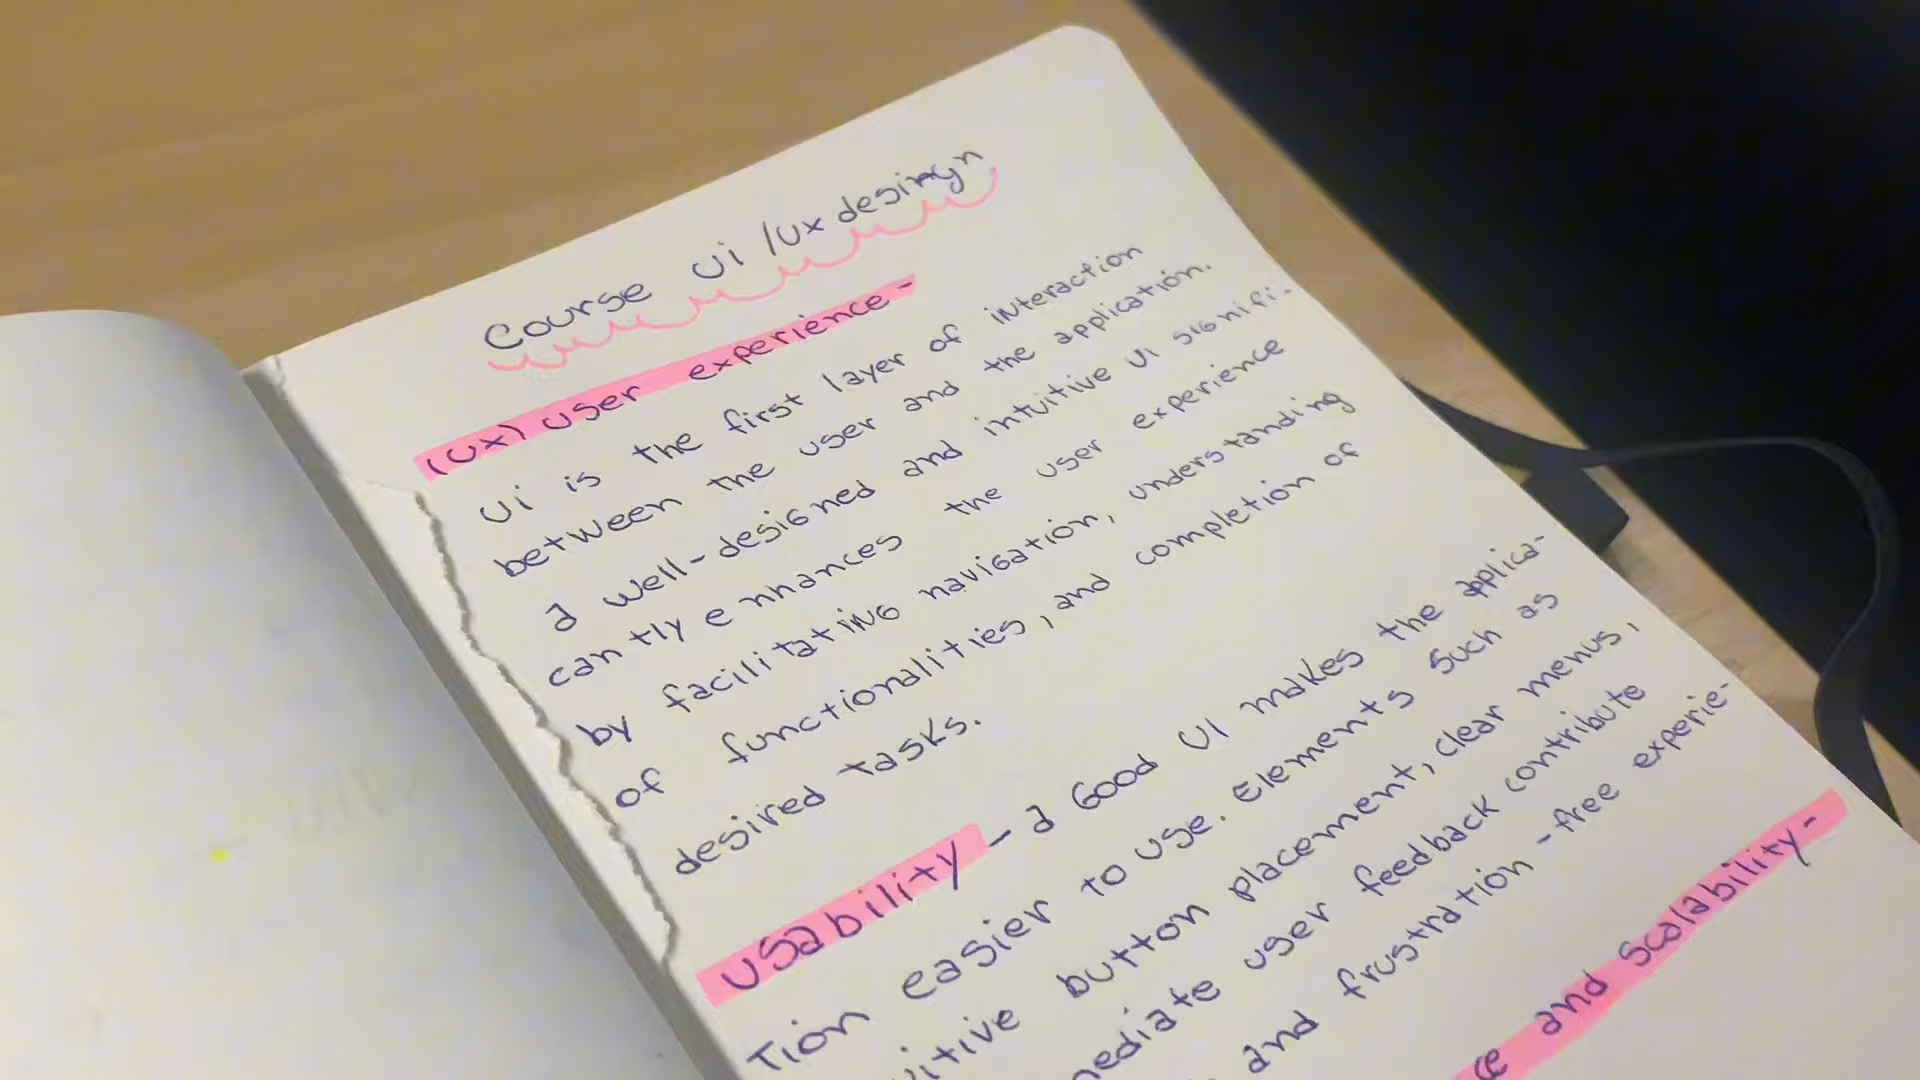 Course Ui /Ux desingn
(Ux) User experience -
Ui is the first layer of interaction
between the user and the application.
a well-designed and intuitive Ui signifi-
cantly enhances the user experience
by facilitating navigation, understanding
of functionalities, and completion of
desired tasks.
Usability - a Good UI makes the applica-
tion easier to use. Elements such as
button placement, clear menus,
user feedback contribute
and frustration -free experie-
and scalability -